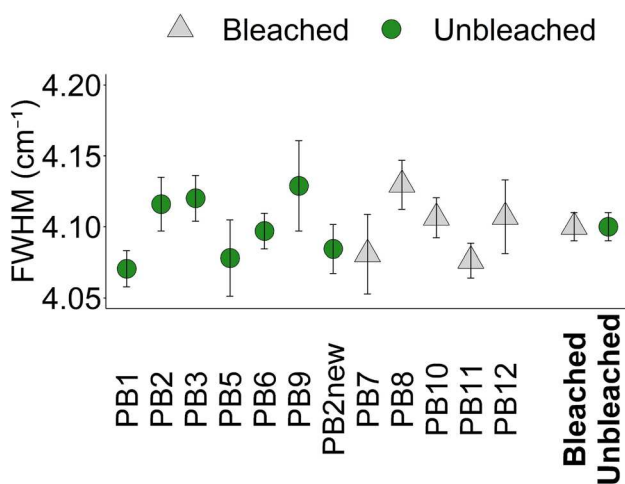 Bleached
Unbleached
FWHM (cm⁻¹)
4.20
4.15
4.10
4.05
PB1
PB2
PB3
PB5
PB6
PB9
PB2new
PB7
PB8
PB10
PB11
PB12
Bleached
Unbleached